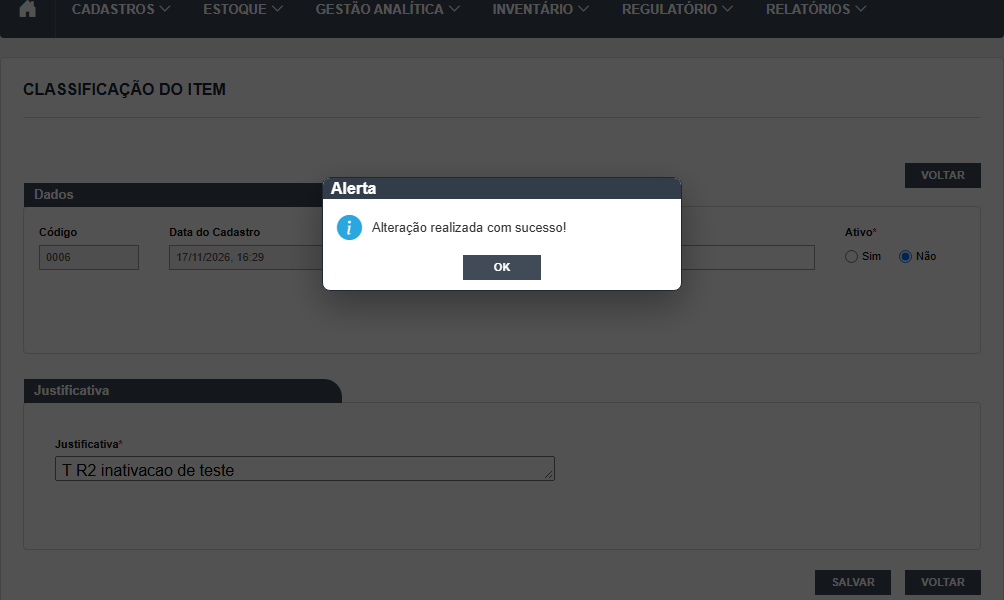 CADASTROS ESTOQUE GESTÃO ANALÍTICA INVENTÁRIO REGULATÓRIO RELATÓRIOS
CLASSIFICAÇÃO DO ITEM
VOLTAR
Dados
Código
0006
Data do Cadastro
17/11/2026, 16:29
Ativo*
Sim Não
Alerta
Alteração realizada com sucesso!
OK
Justificativa
Justificativa*
T R2 inativacao de teste
SALVAR VOLTAR